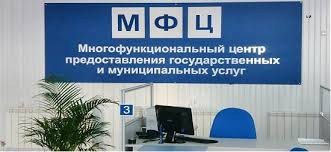 МФЦ
Многофункциональный центр
предоставления государственных
и муниципальных услуг
3